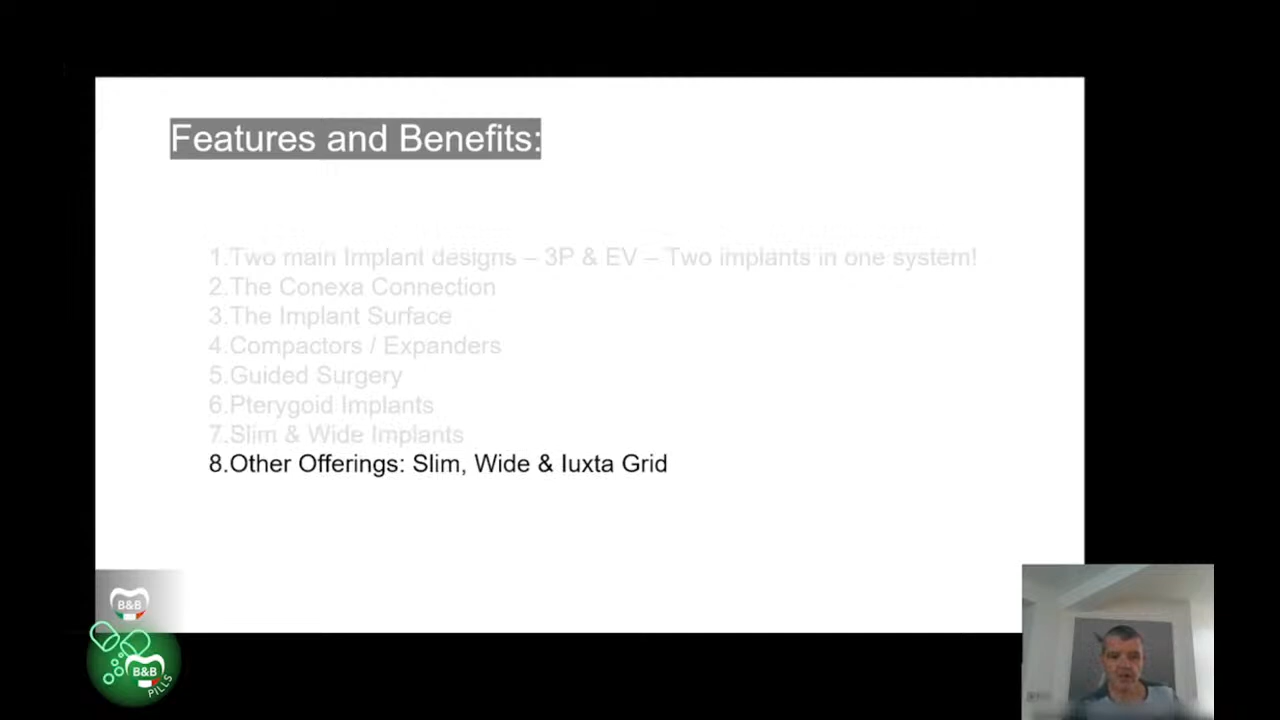 Features and Benefits:
1.Two main Implant designs – 3P & EV – Two implants in one system!
2.The Conexa Connection
3.The Implant Surface
4.Compactors / Expanders
5.Guided Surgery
6.Pterygoid Implants
7.Slim & Wide Implants
8.Other Offerings: Slim, Wide & Iuxta Grid
B&B
B&B
PILLS